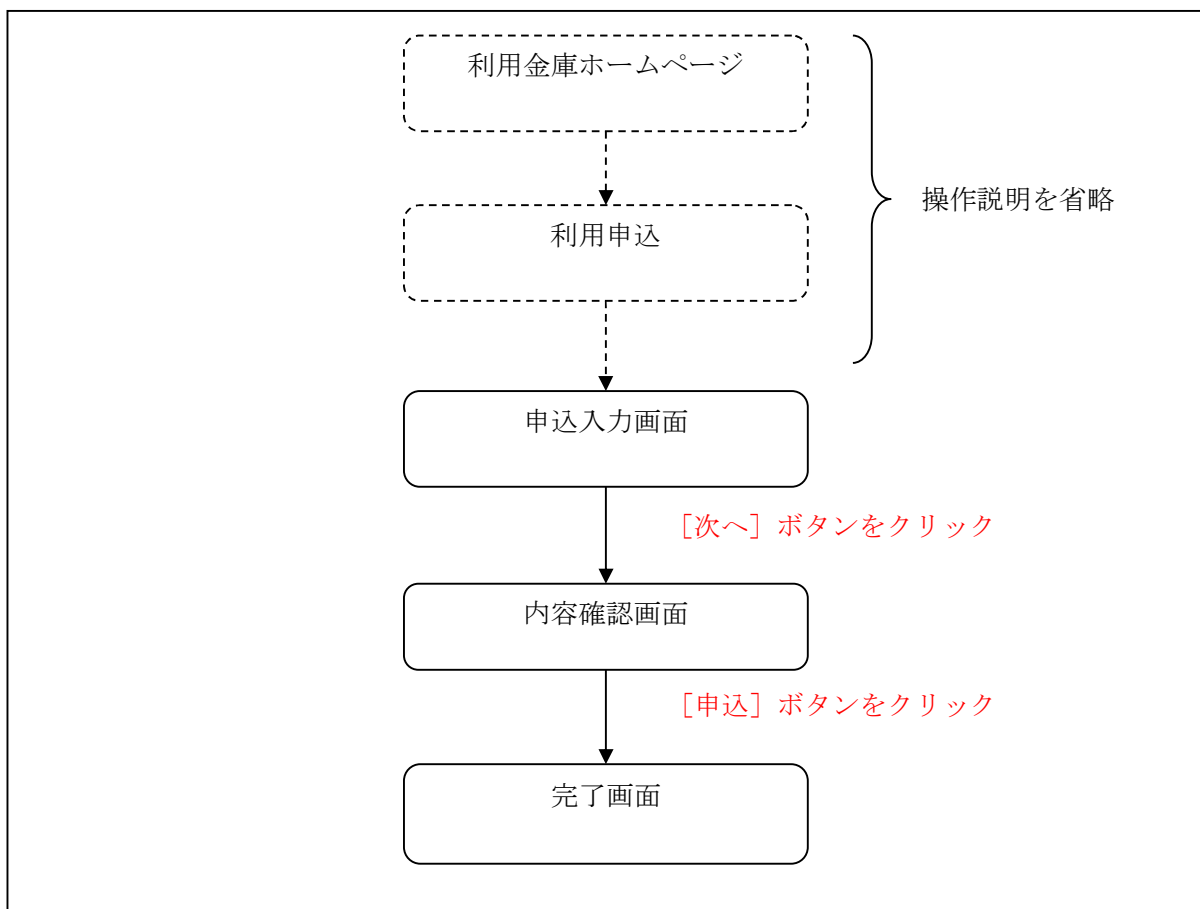 利用金庫ホームページ
操作説明を省略
利用申込
申込入力画面
［次へ］ボタンをクリック
内容確認画面
［申込］ボタンをクリック
完了画面